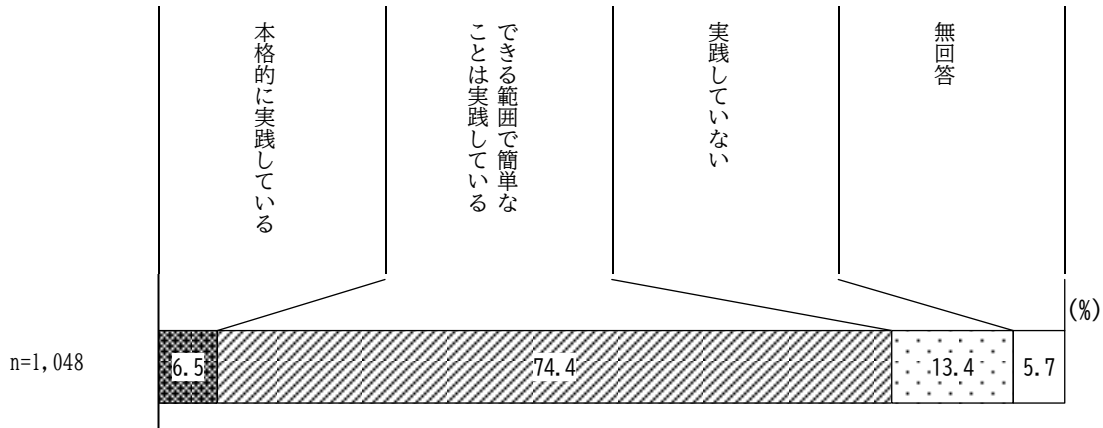 本格的に実践している
できる範囲で簡単な
ことは実践している
実践していない
無回答
(%)
n=1,048
6.5
74.4
13.4
5.7